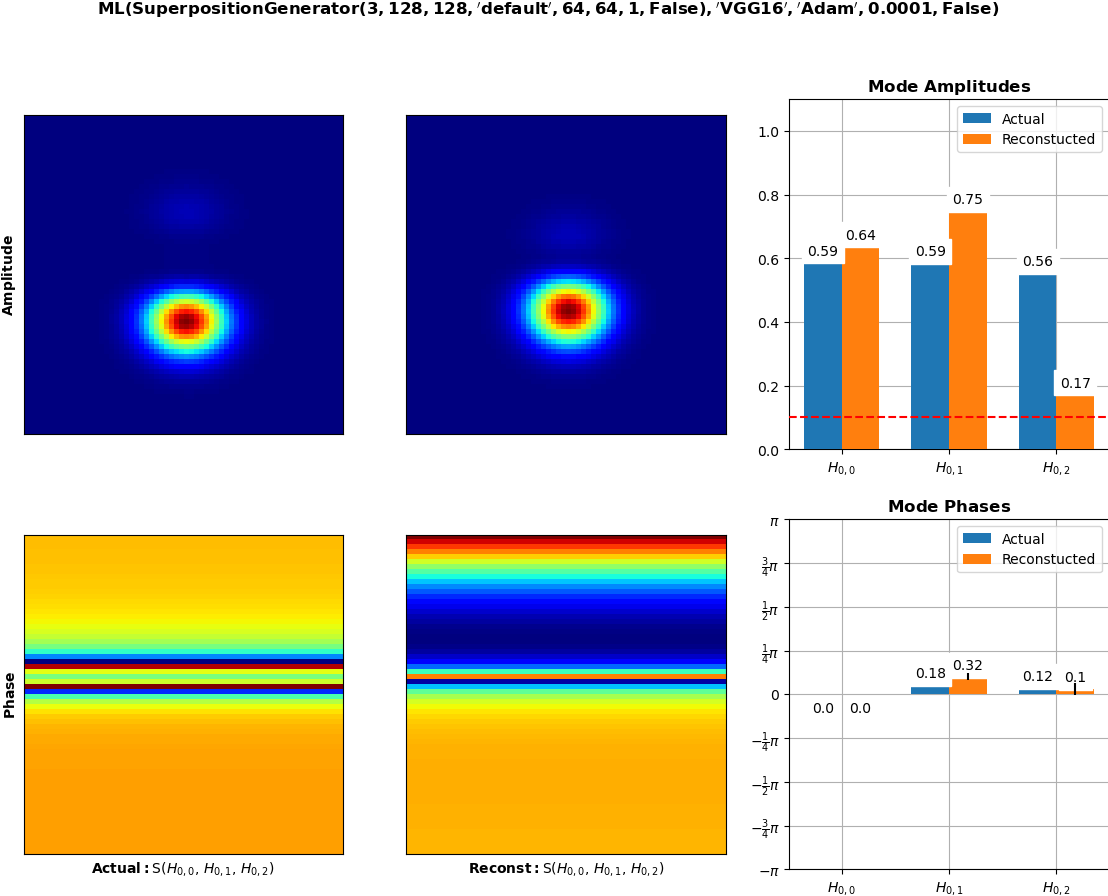 ML(SuperpositionGenerator(3, 128, 128, 'default', 64, 64, 1, False), 'VGG16', 'Adam', 0.0001, False)
Amplitude
Mode Amplitudes
Actual
Reconstucted
1.0
0.8
0.6
0.4
0.2
0.0
0.59
0.64
0.59
0.75
0.56
0.17
H0,0
H0,1
H0,2
Phase
Actual: S(H0,0, H0,1, H0,2)
Reconst: S(H0,0, H0,1, H0,2)
Mode Phases
Actual
Reconstucted
π
3/4π
1/2π
1/4π
0
−1/4π
−1/2π
−3/4π
−π
0.0
0.0
0.18
0.32
0.12
0.1
H0,0
H0,1
H0,2